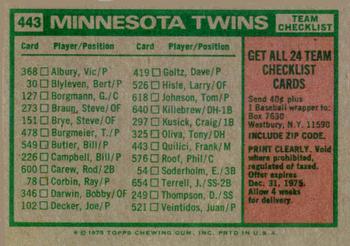 443 MINNESOTA TWINS TEAM CHECKLIST
Card Player/Position Card Player/Position
368 Albury, Vic/P 419 Goltz, Dave/P
30 Blyleven, Bert/P 526 Hisle, Larry/OF
127 Borgmann, G./C 618 Johnson, Tom/P
273 Braun, Steve/OF 640 Killebrew/DH-1B
151 Brye, Steve/OF 297 Kusick, Craig/1B
478 Burgmeier, T./P 325 Oliva, Tony/DH
549 Butler, Bill/P 443 Quilici, Frank/M
226 Campbell, Bill/P 576 Roof, Phil/C
600 Carew, Rod/2B 54 Soderholm, E./3B
78 Corbin, Ray/P 654 Terrell, J./SS-2B
346 Darwin, Bobby/OF 249 Thompson, D./SS
102 Decker, Joe/P 521 Veintidos, Juan/P
GET ALL 24 TEAM
CHECKLIST
CARDS
Send 40¢ plus
1 Baseball wrapper to:
Box 7630
Westbury, N.Y. 11590
INCLUDE ZIP CODE.
PRINT CLEARLY. Void
where prohibited,
regulated or taxed.
Offer expires
Dec. 31, 1975.
Allow 4 weeks
for delivery.
© 1975 TOPPS CHEWING GUM, INC. PRTD IN U.S.A.